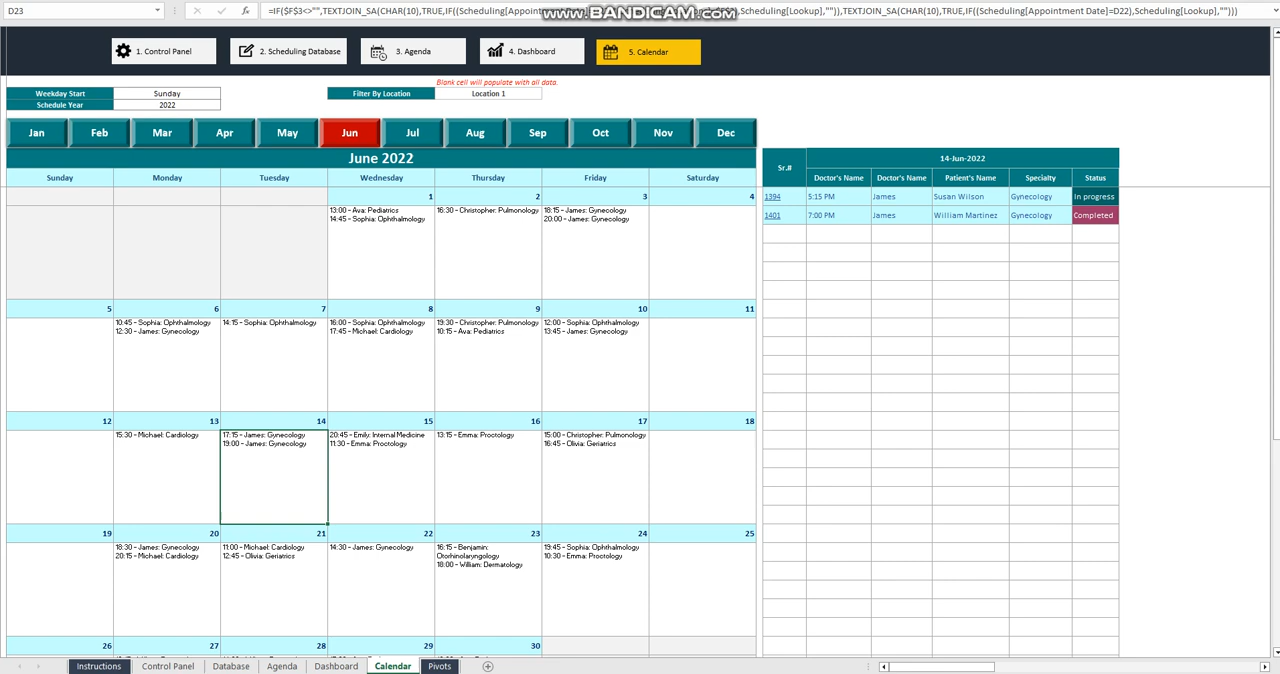 D23
fx
=IF($F$3<>"",TEXTJOIN_SA(CHAR(10),TRUE,IF((Scheduling[Appointment
Scheduling[Lookup],"")),TEXTJOIN_SA(CHAR(10),TRUE,IF((Scheduling[Appointment Date]=D22),Scheduling[Lookup],"")))
www.BANDICAM.com
1. Control Panel
2. Scheduling Database
3. Agenda
4. Dashboard
5. Calendar
Blank cell will populate with all data.
Weekday Start Sunday
Filter By Location Location 1
Schedule Year 2022
Jan Feb Mar Apr May Jun Jul Aug Sep Oct Nov Dec
June 2022
Sunday Monday Tuesday Wednesday Thursday Friday Saturday
1 2 3 4
13:00 - Ava: Pediatrics
14:45 - Sophia: Ophthalmology
16:30 - Christopher: Pulmonology
18:15 - James: Gynecology
20:00 - James: Gynecology
5 6 7 8 9 10 11
10:45 - Sophia: Ophthalmology
12:30 - James: Gynecology
14:15 - Sophia: Ophthalmology
16:00 - Sophia: Ophthalmology
17:45 - Michael: Cardiology
19:30 - Christopher: Pulmonology
10:15 - Ava: Pediatrics
12:00 - Sophia: Ophthalmology
13:45 - James: Gynecology
12 13 14 15 16 17 18
15:30 - Michael: Cardiology
17:15 - James: Gynecology
19:00 - James: Gynecology
20:45 - Emily: Internal Medicine
11:30 - Emma: Proctology
13:15 - Emma: Proctology
15:00 - Christopher: Pulmonology
16:45 - Olivia: Geriatrics
19 20 21 22 23 24 25
18:30 - James: Gynecology
20:15 - Michael: Cardiology
11:00 - Michael: Cardiology
12:45 - Olivia: Geriatrics
14:30 - James: Gynecology
16:15 - Benjamin:
Otorhinolaryngology
18:00 - William: Dermatology
19:45 - Sophia: Ophthalmology
10:30 - Emma: Proctology
26 27 28 29 30
Sr.#
14-Jun-2022
Doctor's Name Doctor's Name Patient's Name Specialty Status
1394 5:15 PM James Susan Wilson Gynecology In progress
1401 7:00 PM James William Martinez Gynecology Completed
Instructions Control Panel Database Agenda Dashboard Calendar Pivots